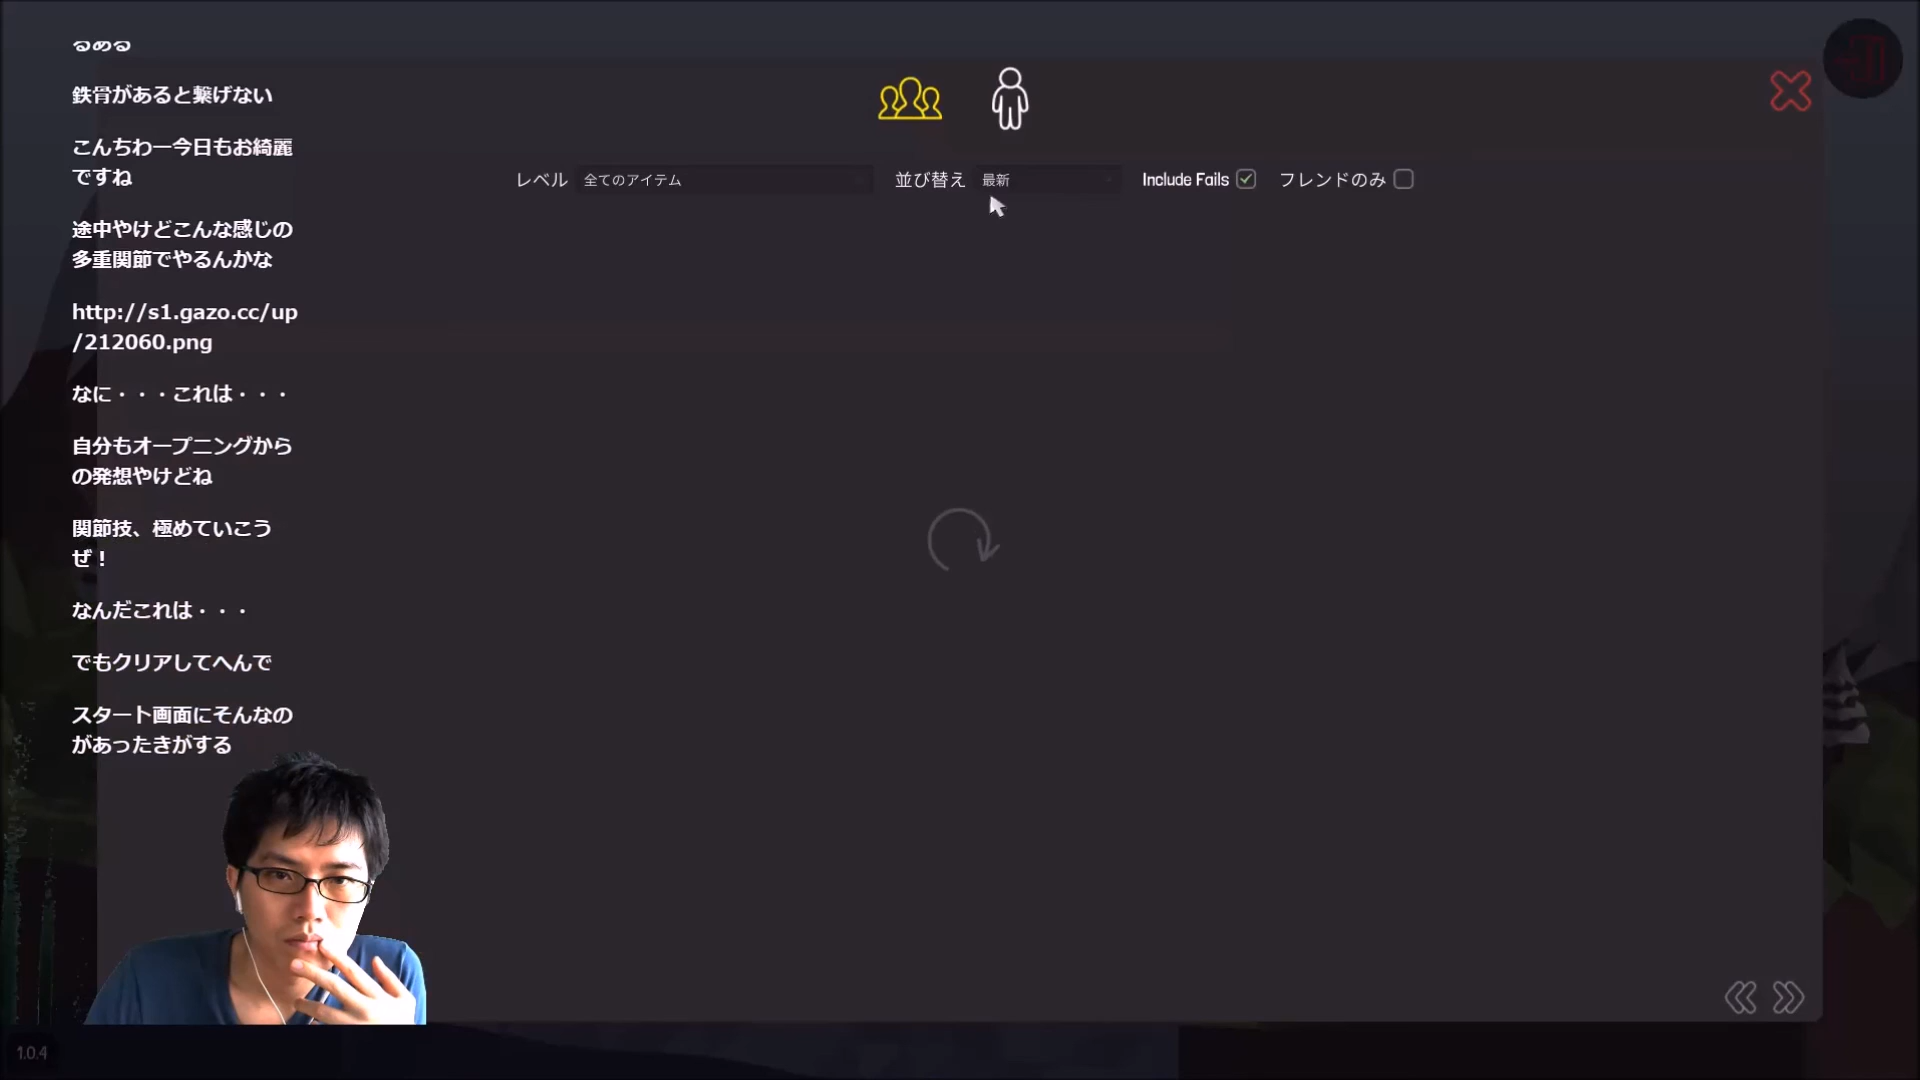 るめる
鉄骨があると繋げない
こんちわー今日もお綺麗
ですね
途中やけどこんな感じの
多重関節でやるんかな
http://s1.gazo.cc/up
/212060.png
なに・・・これは・・・
自分もオープニングから
の発想やけどね
関節技、極めていこう
ぜ！
なんだこれは・・・
でもクリアしてへんで
スタート画面にそんなの
があったきがする
レベル 全てのアイテム 並び替え 最新 Include Fails フレンドのみ
1.0.4